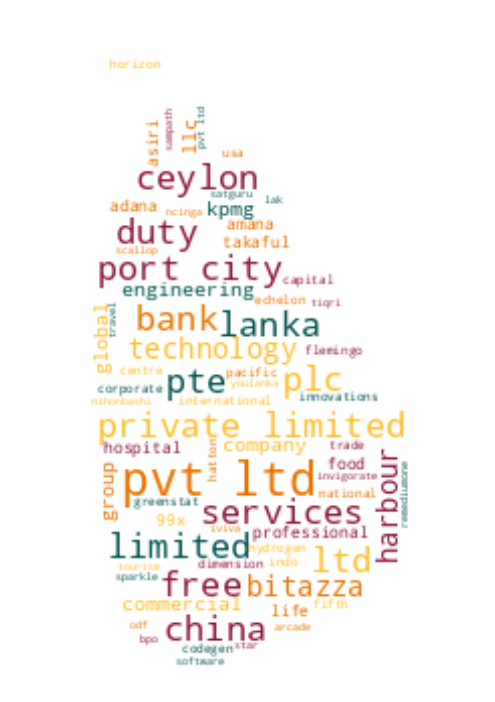 horizon
asiri
sampath
llc
pvt ltd
usa
ceylon
satguru
lak
adana
ncinga
kpmg
duty
amana
scallop
takaful
port city
capital
engineering
echelon
tiqri
global
travel
bank
lanka
technology
flemingo
centre
pacific
corporate
pte
youlanka
plc
nihonbashi
international
innovations
private limited
hospital
company
trade
group
pvt ltd
hatton
food
invigorate
national
harbour
remediumone
greenstat
services
99x
iviva
professional
limited
hydrogen
ltd
tourism
dimension
indo
sparkle
free
bitazza
commercial
life
fifth
odf
china
arcade
bpo
codegen
star
software